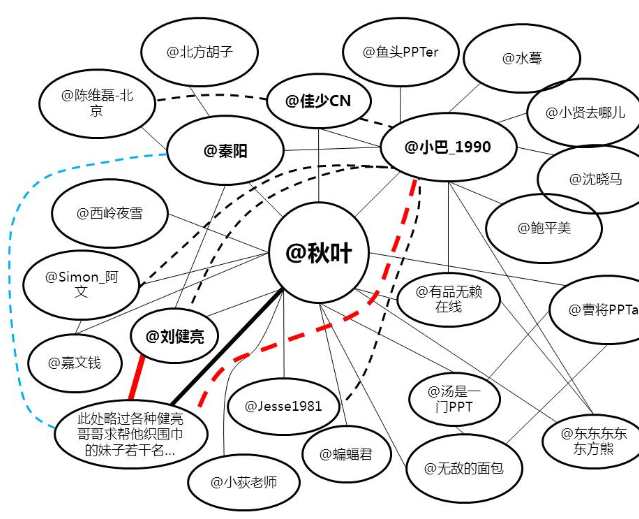 @北方胡子
@鱼头PPTer
@水蓦
@陈维磊-北
京
@佳少CN
@小贤去哪儿
@秦阳
@小巴_1990
@沈晓马
@西岭夜雪
@鲍平美
@秋叶
@Simon_阿
文
@有品无赖
在线
@曹将PPTa
@刘健亮
@嘉文钱
@汤是一
门PPT
@Jesse1981
此处略过各种健亮
哥哥求帮他织围巾
的妹子若干名...
@东东东东
东方熊
@蝙蝠君
@无敌的面包
@小荻老师